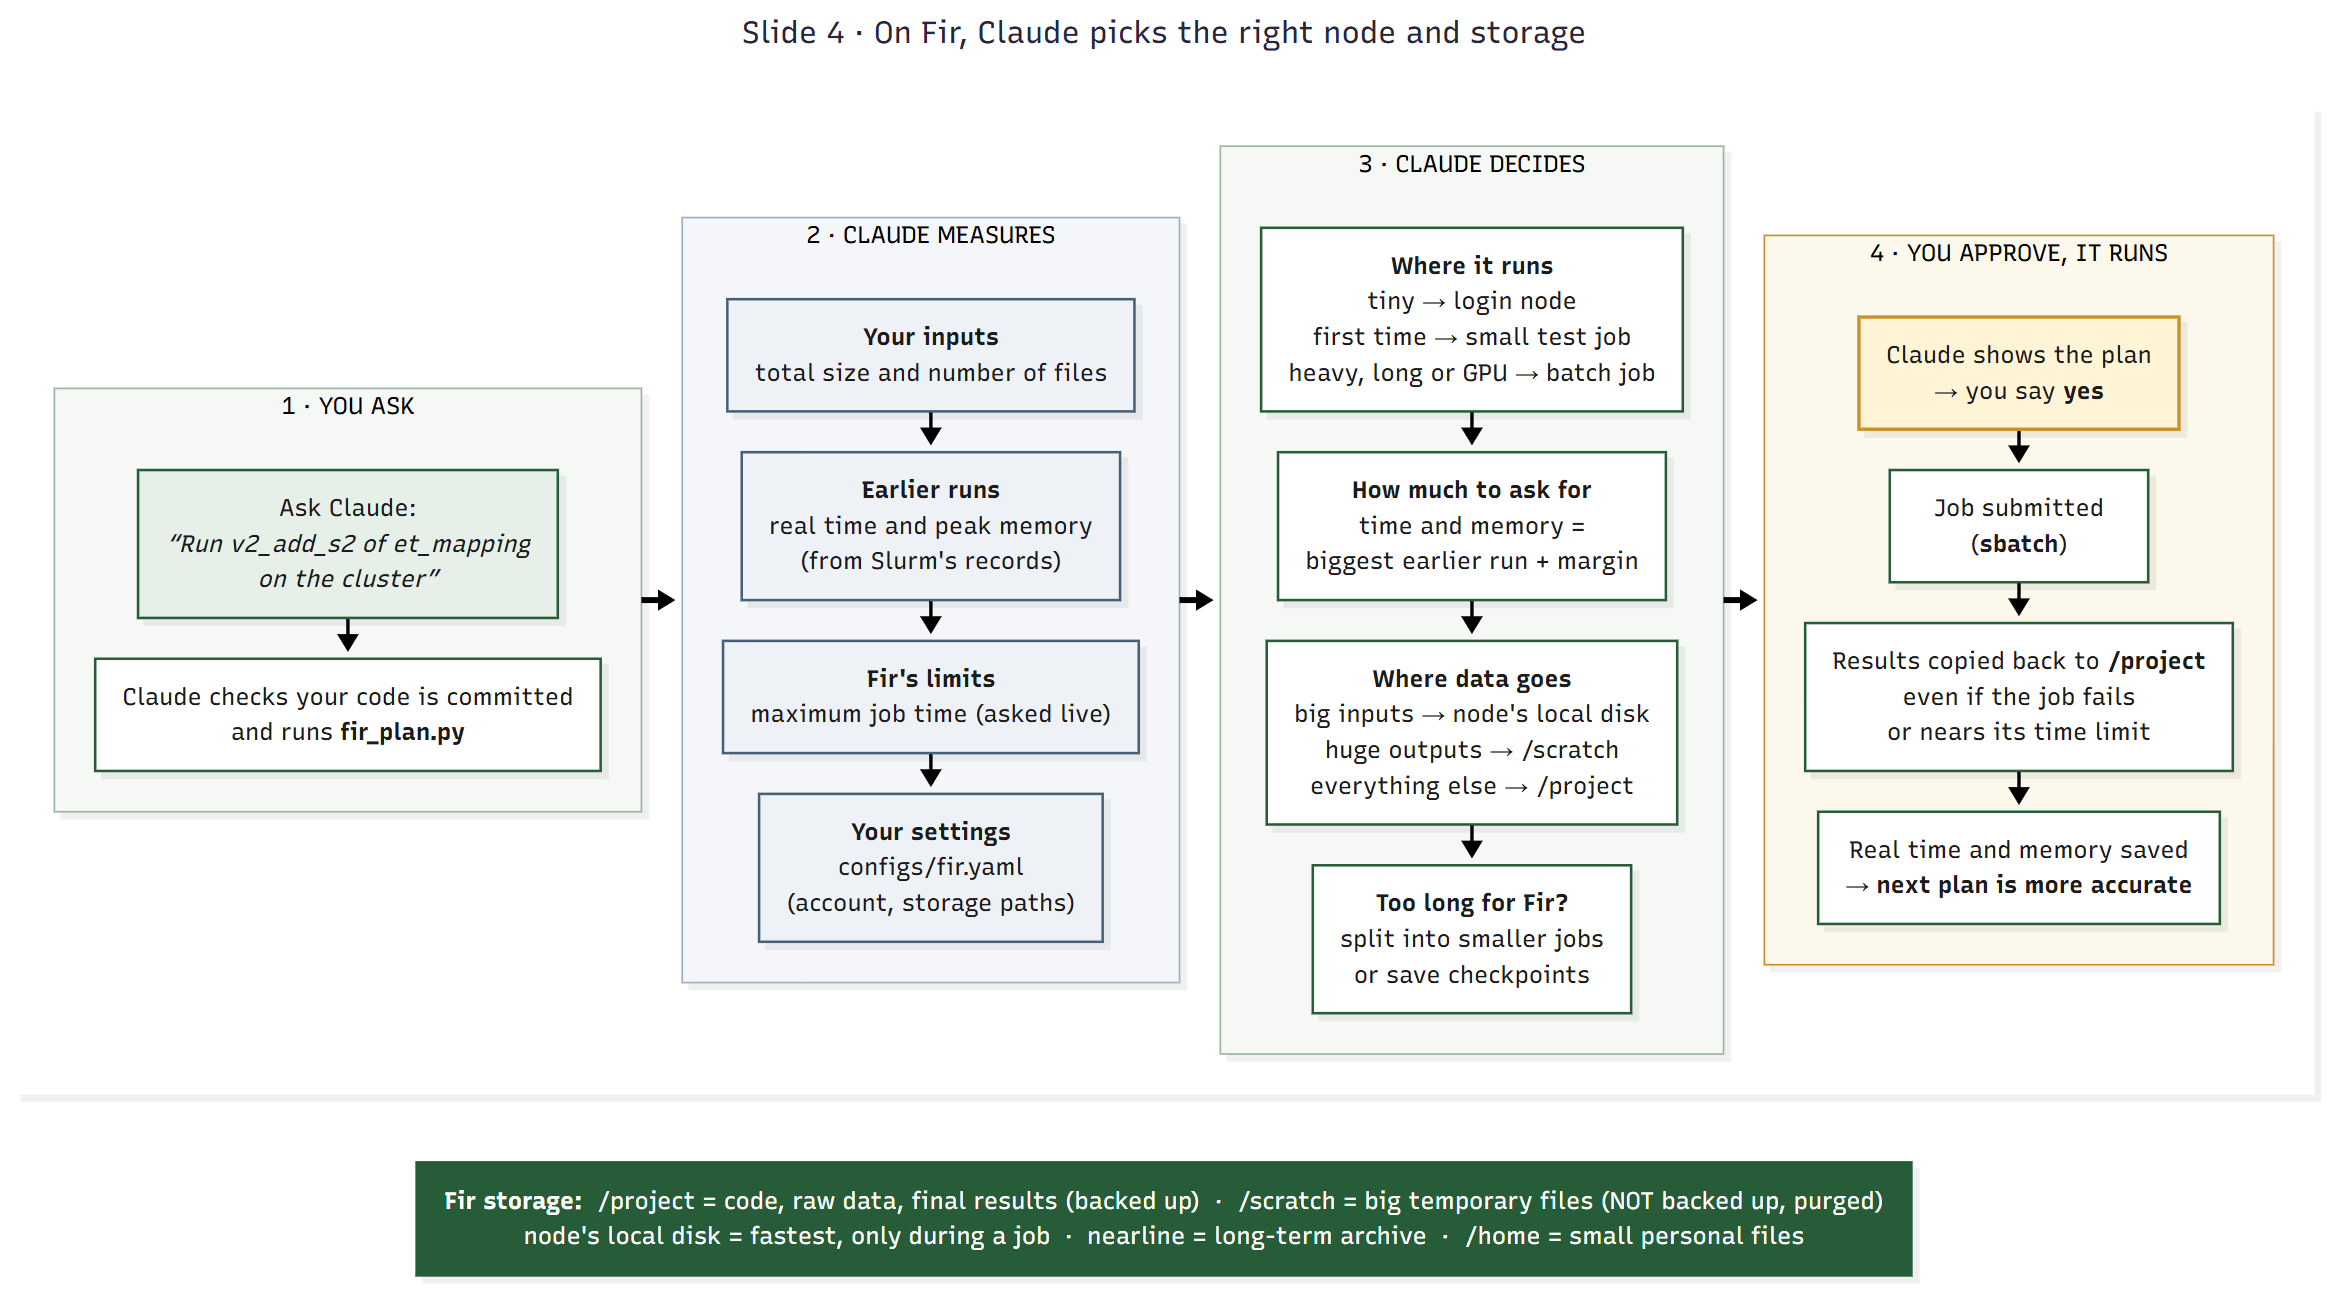 Slide 4 · On Fir, Claude picks the right node and storage
1 · YOU ASK
Ask Claude:
“Run v2_add_s2 of et_mapping
on the cluster”
Claude checks your code is committed
and runs fir_plan.py
2 · CLAUDE MEASURES
Your inputs
total size and number of files
Earlier runs
real time and peak memory
(from Slurm's records)
Fir's limits
maximum job time (asked live)
Your settings
configs/fir.yaml
(account, storage paths)
3 · CLAUDE DECIDES
Where it runs
tiny → login node
first time → small test job
heavy, long or GPU → batch job
How much to ask for
time and memory =
biggest earlier run + margin
Where data goes
big inputs → node's local disk
huge outputs → /scratch
everything else → /project
Too long for Fir?
split into smaller jobs
or save checkpoints
4 · YOU APPROVE, IT RUNS
Claude shows the plan
→ you say yes
Job submitted
(sbatch)
Results copied back to /project
even if the job fails
or nears its time limit
Real time and memory saved
→ next plan is more accurate
Fir storage: /project = code, raw data, final results (backed up) · /scratch = big temporary files (NOT backed up, purged)
node's local disk = fastest, only during a job · nearline = long-term archive · /home = small personal files